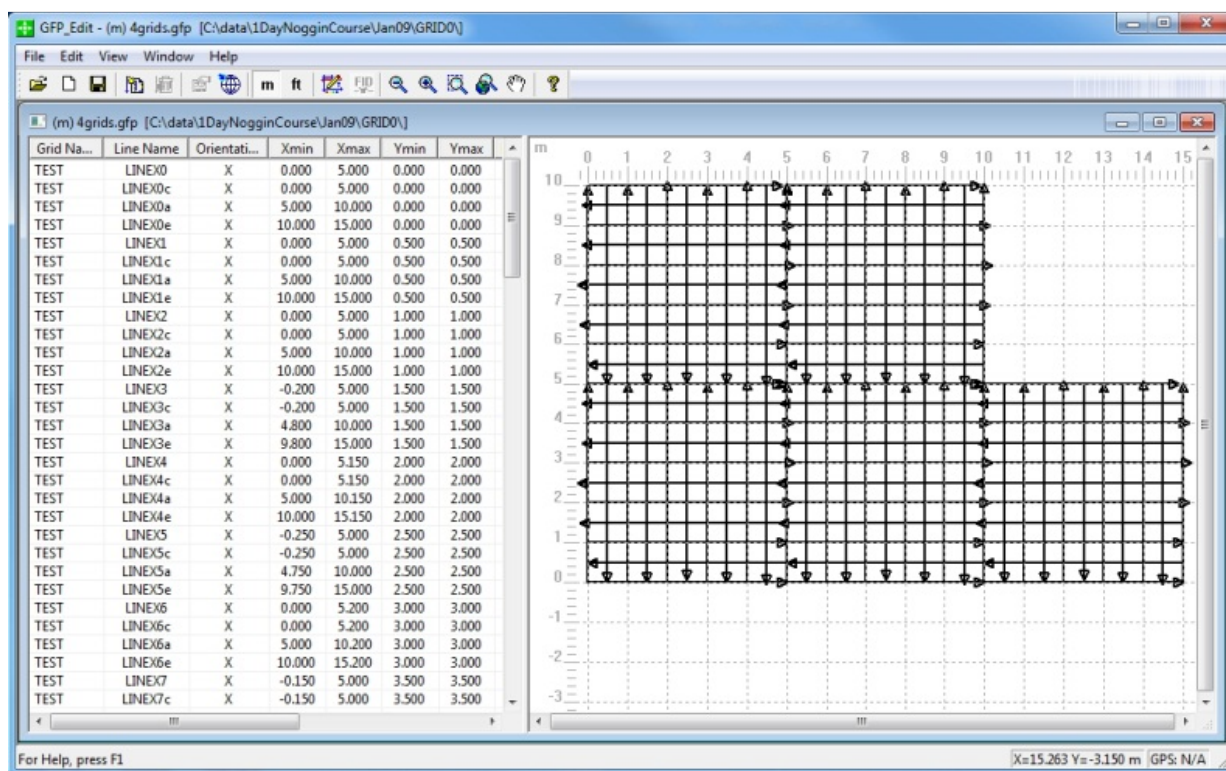 GFP_Edit - (m) 4grids.gfp [C:\data\1DayNogginCourse\Jan09\GRID0\]
File Edit View Window Help
m ft FID
(m) 4grids.gfp [C:\data\1DayNogginCourse\Jan09\GRID0\]
Grid Na... Line Name Orientati... Xmin Xmax Ymin Ymax
TEST LINEX0 X 0.000 5.000 0.000 0.000
TEST LINEX0c X 0.000 5.000 0.000 0.000
TEST LINEX0a X 5.000 10.000 0.000 0.000
TEST LINEX0e X 10.000 15.000 0.000 0.000
TEST LINEX1 X 0.000 5.000 0.500 0.500
TEST LINEX1c X 0.000 5.000 0.500 0.500
TEST LINEX1a X 5.000 10.000 0.500 0.500
TEST LINEX1e X 10.000 15.000 0.500 0.500
TEST LINEX2 X 0.000 5.000 1.000 1.000
TEST LINEX2c X 0.000 5.000 1.000 1.000
TEST LINEX2a X 5.000 10.000 1.000 1.000
TEST LINEX2e X 10.000 15.000 1.000 1.000
TEST LINEX3 X -0.200 5.000 1.500 1.500
TEST LINEX3c X -0.200 5.000 1.500 1.500
TEST LINEX3a X 4.800 10.000 1.500 1.500
TEST LINEX3e X 9.800 15.000 1.500 1.500
TEST LINEX4 X 0.000 5.150 2.000 2.000
TEST LINEX4c X 0.000 5.150 2.000 2.000
TEST LINEX4a X 5.000 10.150 2.000 2.000
TEST LINEX4e X 10.000 15.150 2.000 2.000
TEST LINEX5 X -0.250 5.000 2.500 2.500
TEST LINEX5c X -0.250 5.000 2.500 2.500
TEST LINEX5a X 4.750 10.000 2.500 2.500
TEST LINEX5e X 9.750 15.000 2.500 2.500
TEST LINEX6 X 0.000 5.200 3.000 3.000
TEST LINEX6c X 0.000 5.200 3.000 3.000
TEST LINEX6a X 5.000 10.200 3.000 3.000
TEST LINEX6e X 10.000 15.200 3.000 3.000
TEST LINEX7 X -0.150 5.000 3.500 3.500
TEST LINEX7c X -0.150 5.000 3.500 3.500
m 0 1 2 3 4 5 6 7 8 9 10 11 12 13 14 15
10
9
8
7
6
5
4
3
2
1
0
-1
-2
-3
For Help, press F1
X=15.263 Y=-3.150 m GPS: N/A